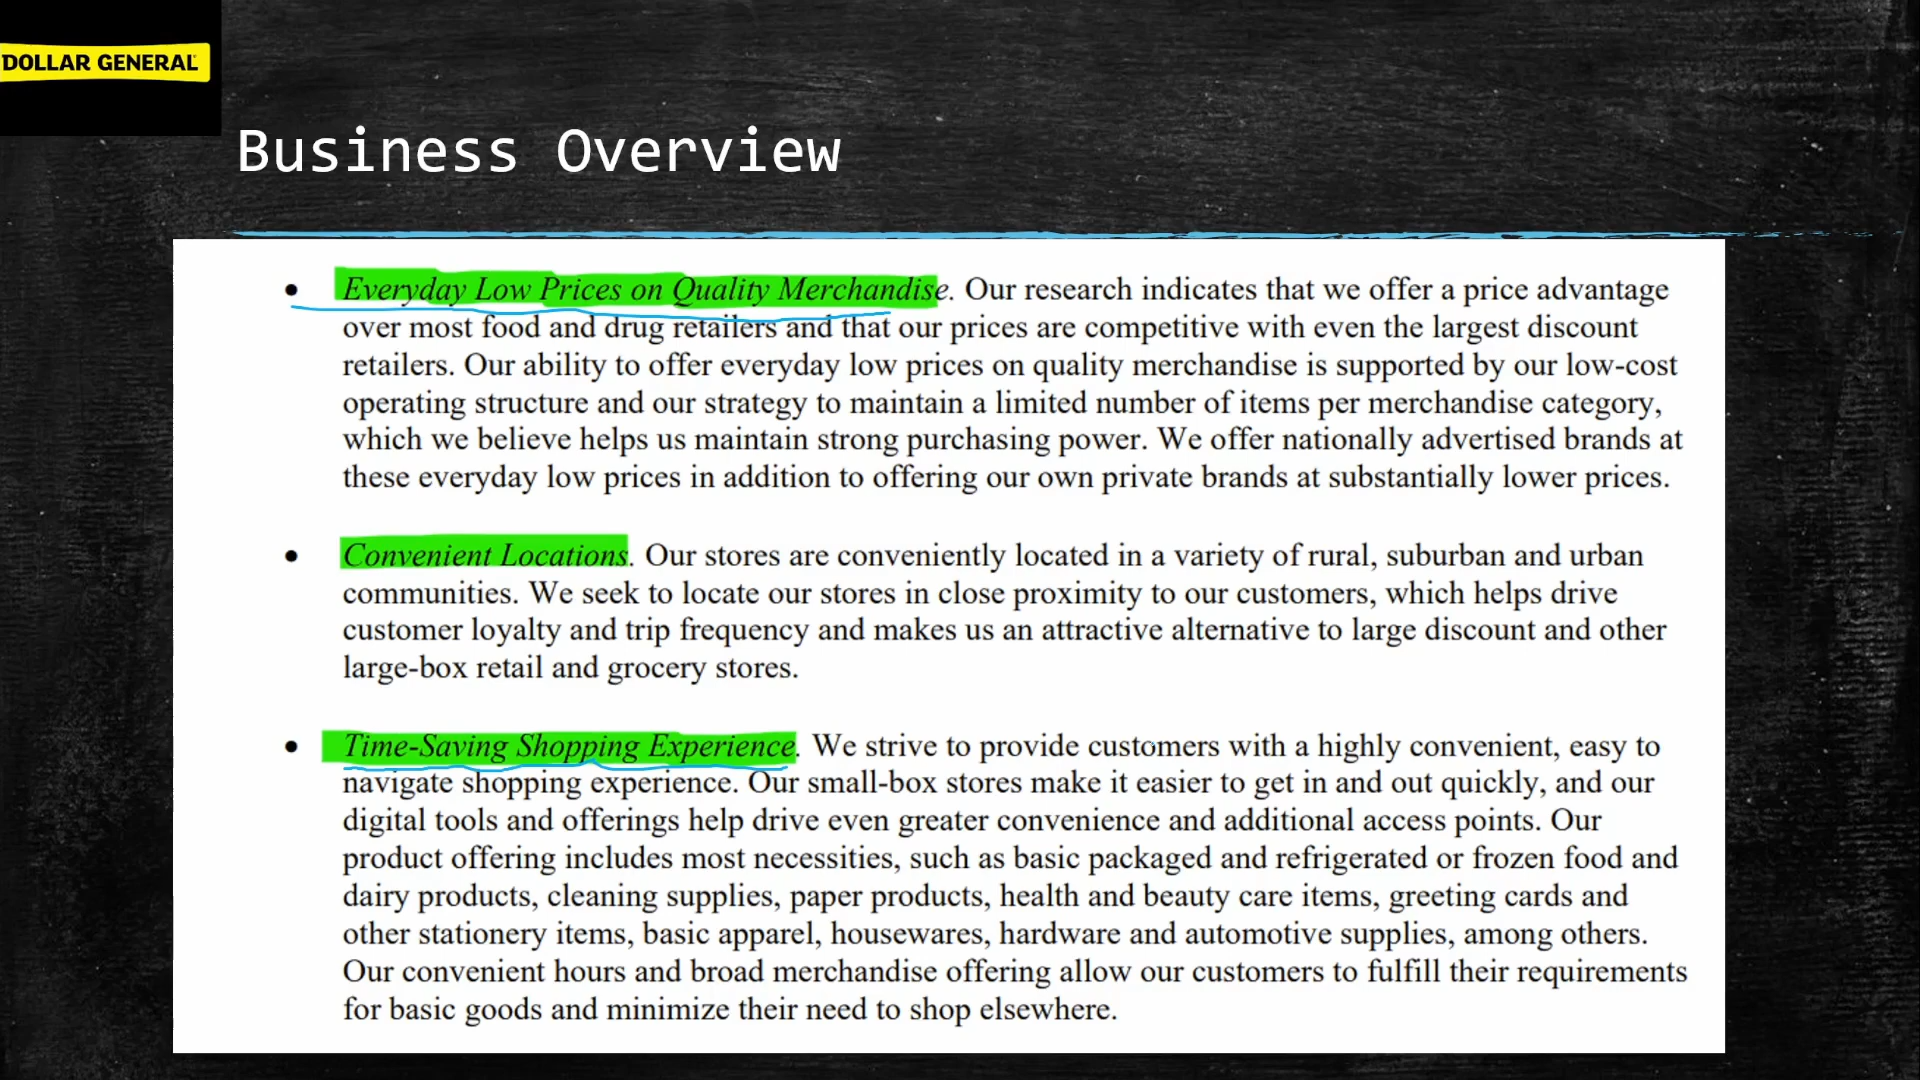 DOLLAR GENERAL
Business Overview
• Everyday Low Prices on Quality Merchandise. Our research indicates that we offer a price advantage
over most food and drug retailers and that our prices are competitive with even the largest discount
retailers. Our ability to offer everyday low prices on quality merchandise is supported by our low-cost
operating structure and our strategy to maintain a limited number of items per merchandise category,
which we believe helps us maintain strong purchasing power. We offer nationally advertised brands at
these everyday low prices in addition to offering our own private brands at substantially lower prices.
• Convenient Locations. Our stores are conveniently located in a variety of rural, suburban and urban
communities. We seek to locate our stores in close proximity to our customers, which helps drive
customer loyalty and trip frequency and makes us an attractive alternative to large discount and other
large-box retail and grocery stores.
• Time-Saving Shopping Experience. We strive to provide customers with a highly convenient, easy to
navigate shopping experience. Our small-box stores make it easier to get in and out quickly, and our
digital tools and offerings help drive even greater convenience and additional access points. Our
product offering includes most necessities, such as basic packaged and refrigerated or frozen food and
dairy products, cleaning supplies, paper products, health and beauty care items, greeting cards and
other stationery items, basic apparel, housewares, hardware and automotive supplies, among others.
Our convenient hours and broad merchandise offering allow our customers to fulfill their requirements
for basic goods and minimize their need to shop elsewhere.